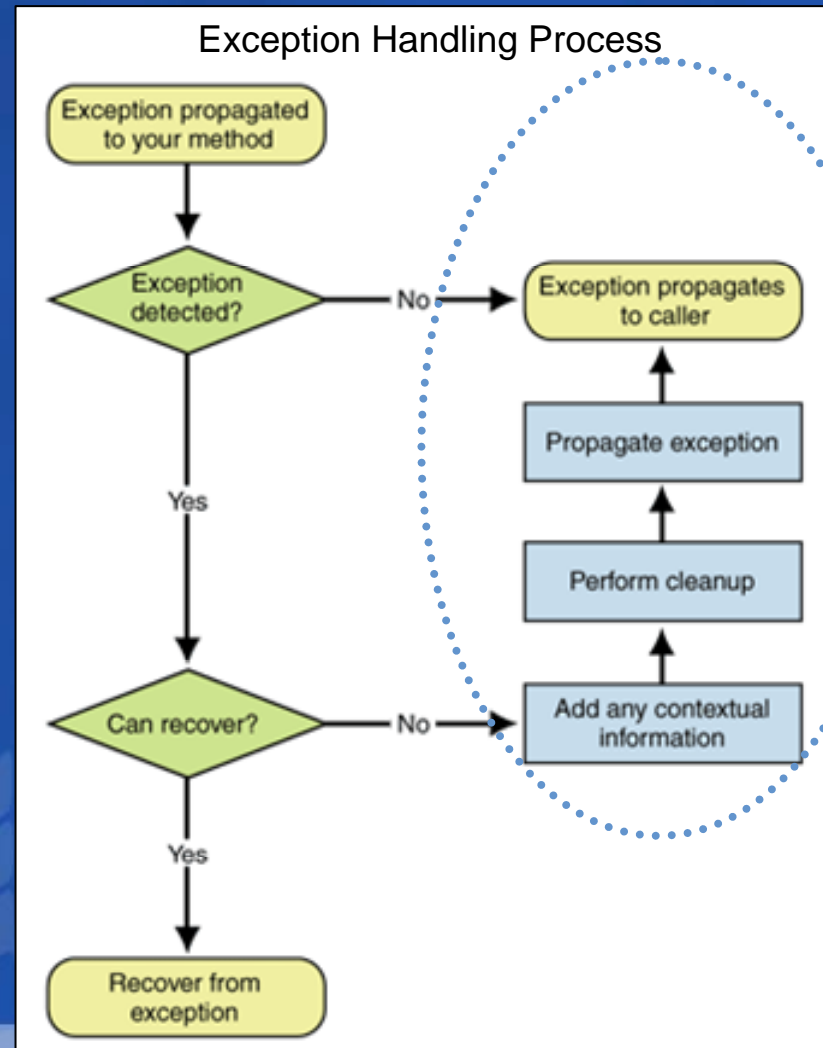 Exception Handling Process
Exception propagated
to your method
Exception
detected?
No
Exception propagates
to caller
Propagate exception
Yes
Perform cleanup
Can recover?
No
Add any contextual
information
Yes
Recover from
exception